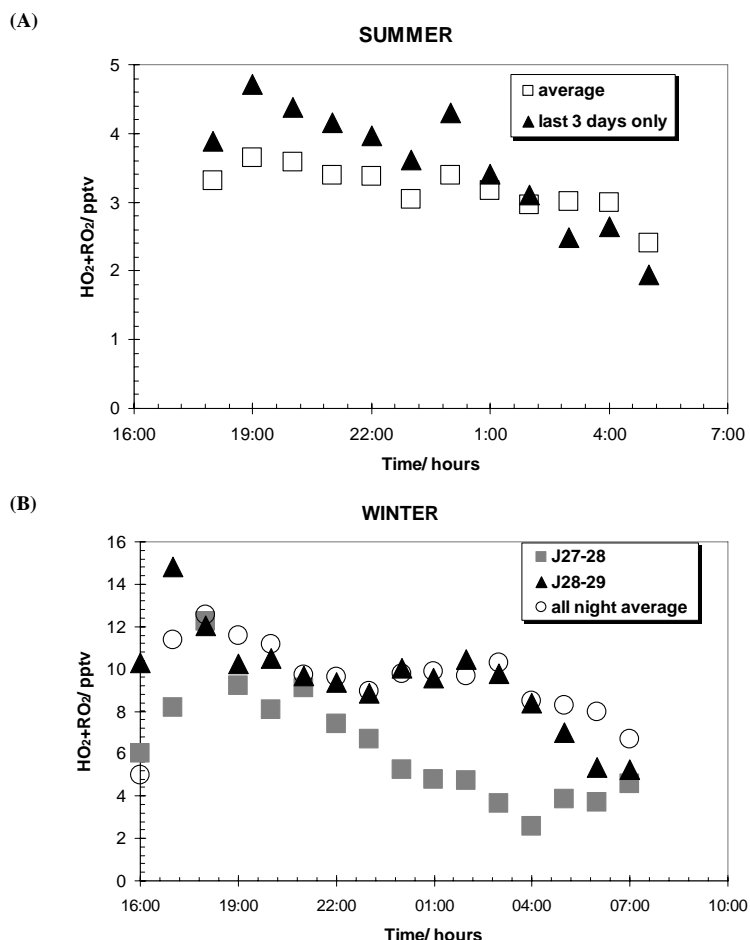 (A)
SUMMER
5
4
3
2
1
0
HO₂+RO₂/ pptv
average
last 3 days only
16:00 19:00 22:00 1:00 4:00 7:00
Time/ hours
(B)
WINTER
16
14
12
10
8
6
4
2
0
HO₂+RO₂/ pptv
J27-28
J28-29
all night average
16:00 19:00 22:00 01:00 04:00 07:00 10:00
Time/ hours